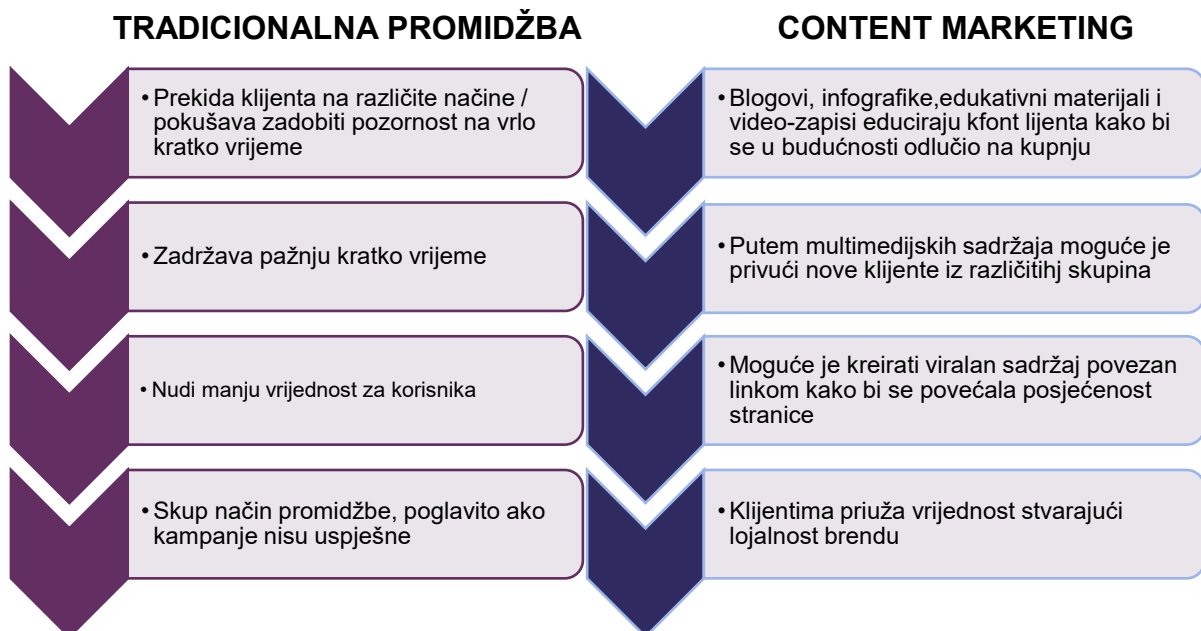 TRADICIONALNA PROMIDŽBA
• Prekida klijenta na različite načine /
pokušava zadobiti pozornost na vrlo
kratko vrijeme
• Zadržava pažnju kratko vrijeme
• Nudi manju vrijednost za korisnika
• Skup način promidžbe, poglavito ako
kampanje nisu uspješne
CONTENT MARKETING
• Blogovi, infografike,edukativni materijali i
video-zapisi educiraju kfont lijenta kako bi
se u budućnosti odlučio na kupnju
• Putem multimedijskih sadržaja moguće je
privući nove klijente iz različitihj skupina
• Moguće je kreirati viralan sadržaj povezan
linkom kako bi se povećala posjećenost
stranice
• Klijentima priuža vrijednost stvarajući
lojalnost brendu